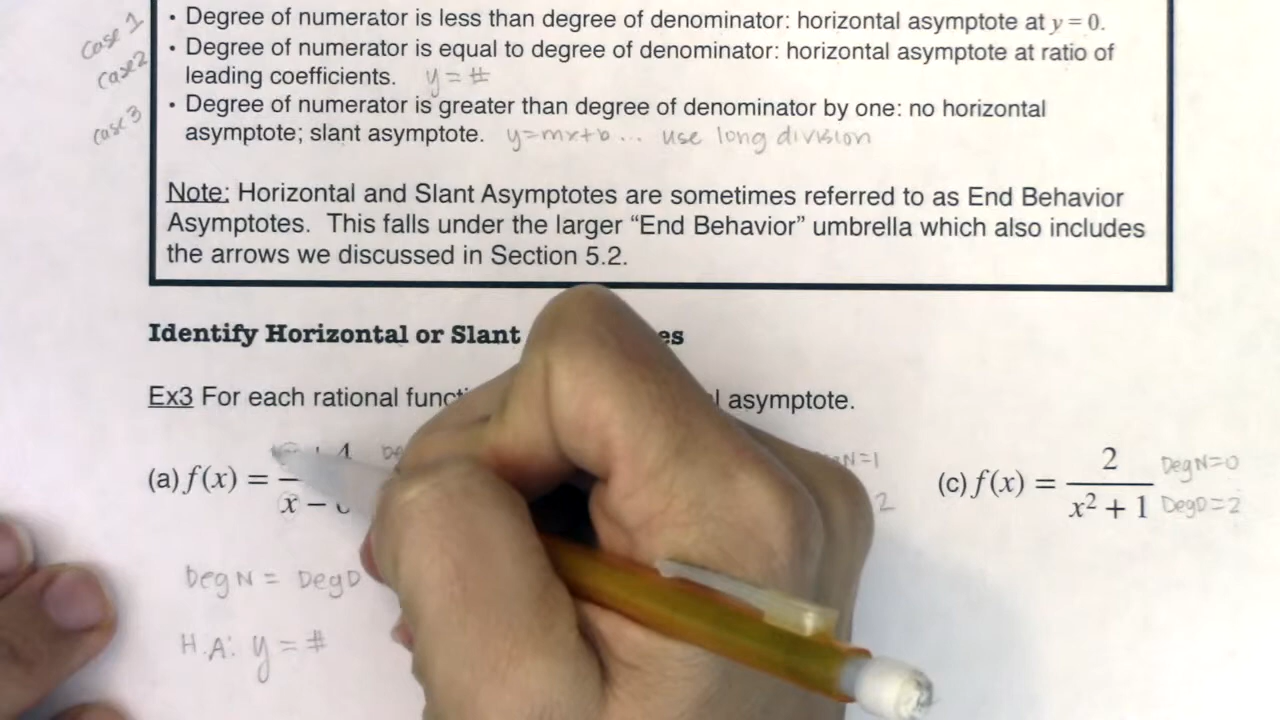 case 1 • Degree of numerator is less than degree of denominator: horizontal asymptote at y = 0.
case2 • Degree of numerator is equal to degree of denominator: horizontal asymptote at ratio of
leading coefficients. y = #
case 3 • Degree of numerator is greater than degree of denominator by one: no horizontal
asymptote; slant asymptote. y=mx+b ... use long division
Note: Horizontal and Slant Asymptotes are sometimes referred to as End Behavior
Asymptotes. This falls under the larger “End Behavior” umbrella which also includes
the arrows we discussed in Section 5.2.
Identify Horizontal or Slant
Ex3 For each rational asymptote.
+ 4 N=1 2 DegN=0
(a) f(x) = (c) f(x) =
x − 2 x² + 1 DegD=2
DegN = DegD
H.A: y = #